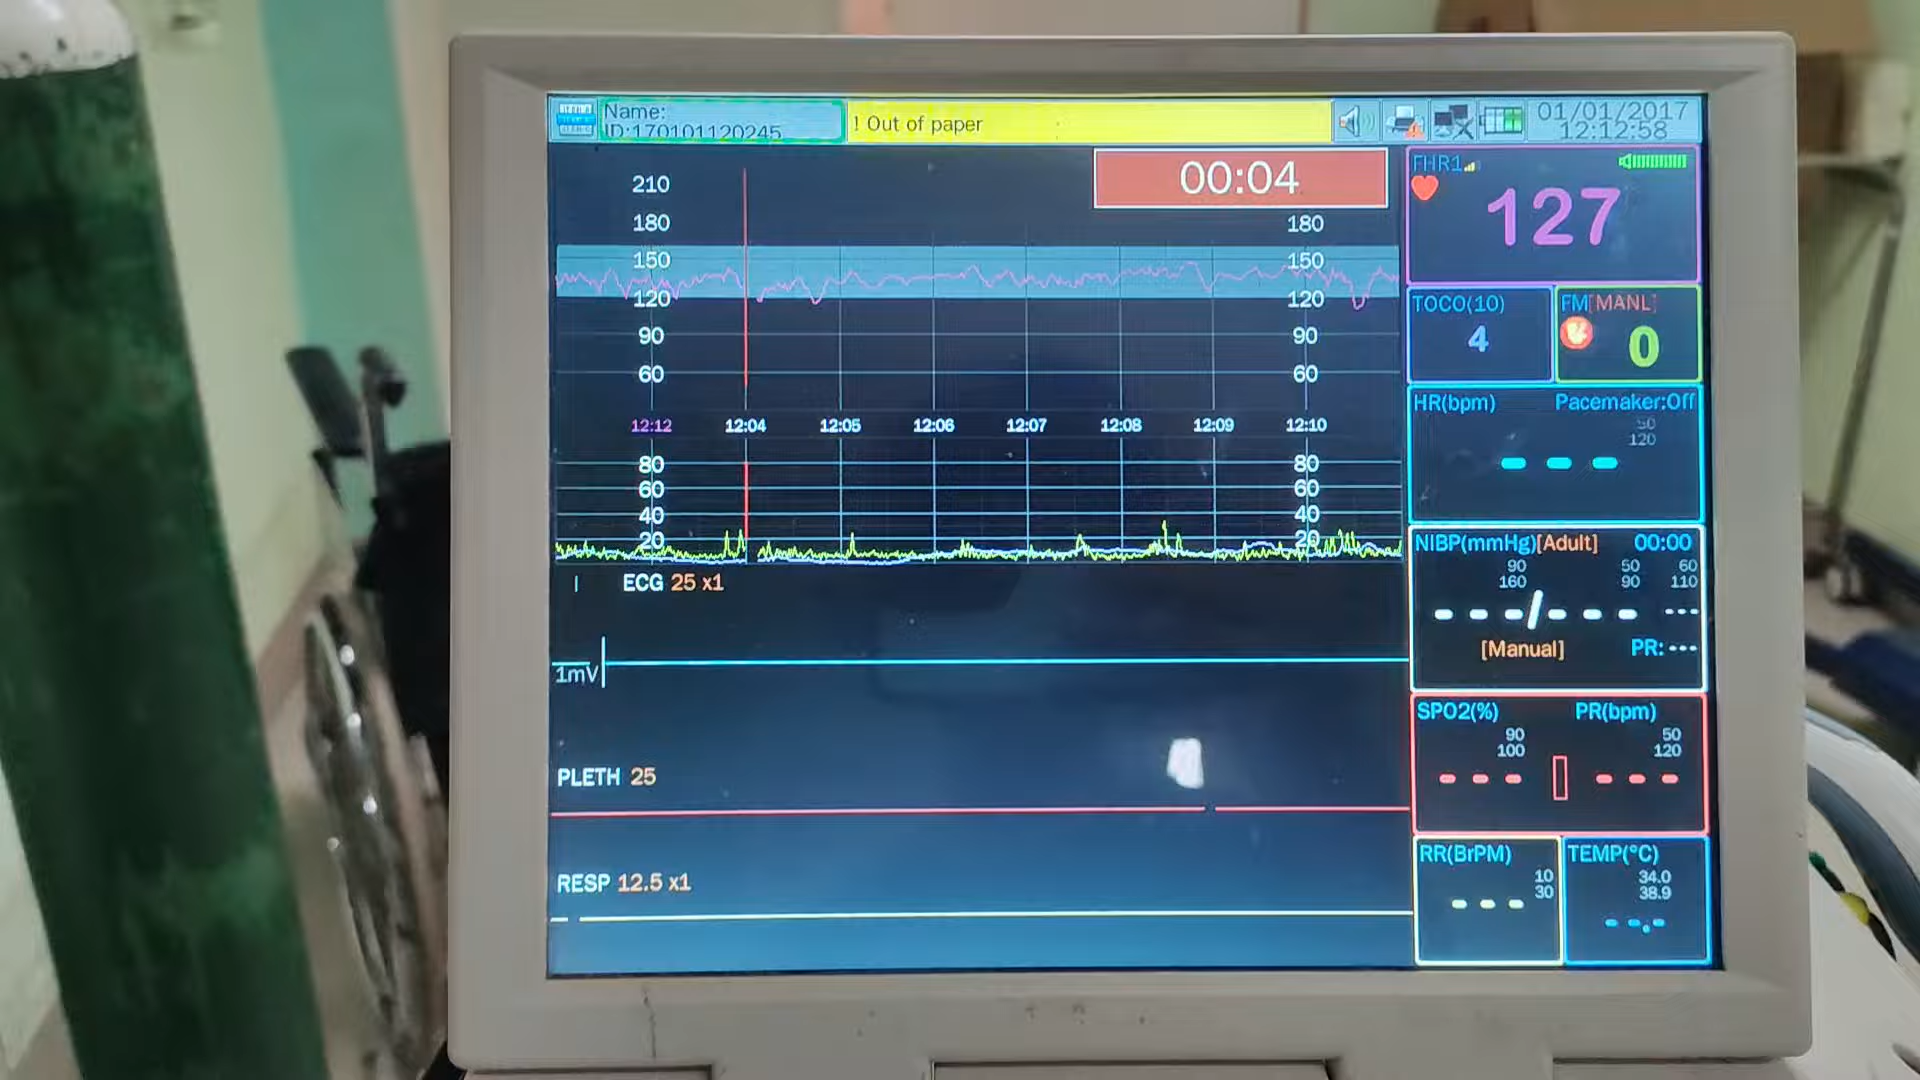 Name:
ID:170101120245
! Out of paper
01/01/2017
12:12:58
00:04
210
180 180
150 150
120 120
90 90
60 60
12:12 12:04 12:05 12:06 12:07 12:08 12:09 12:10
80 80
60 60
40 40
20 20
I ECG 25 x1
1mV
PLETH 25
RESP 12.5 x1
FHR1
127
TOCO(10)
4
FM[MANL]
0
HR(bpm) Pacemaker:Off
50
120
- - -
NIBP(mmHg)[Adult] 00:00
90 50 60
160 90 110
- - -/- - - ---
[Manual] PR:---
SPO2(%) PR(bpm)
90 50
100 120
- - - - - -
RR(BrPM)
10
30
- - -
TEMP(°C)
34.0
38.9
- -.-